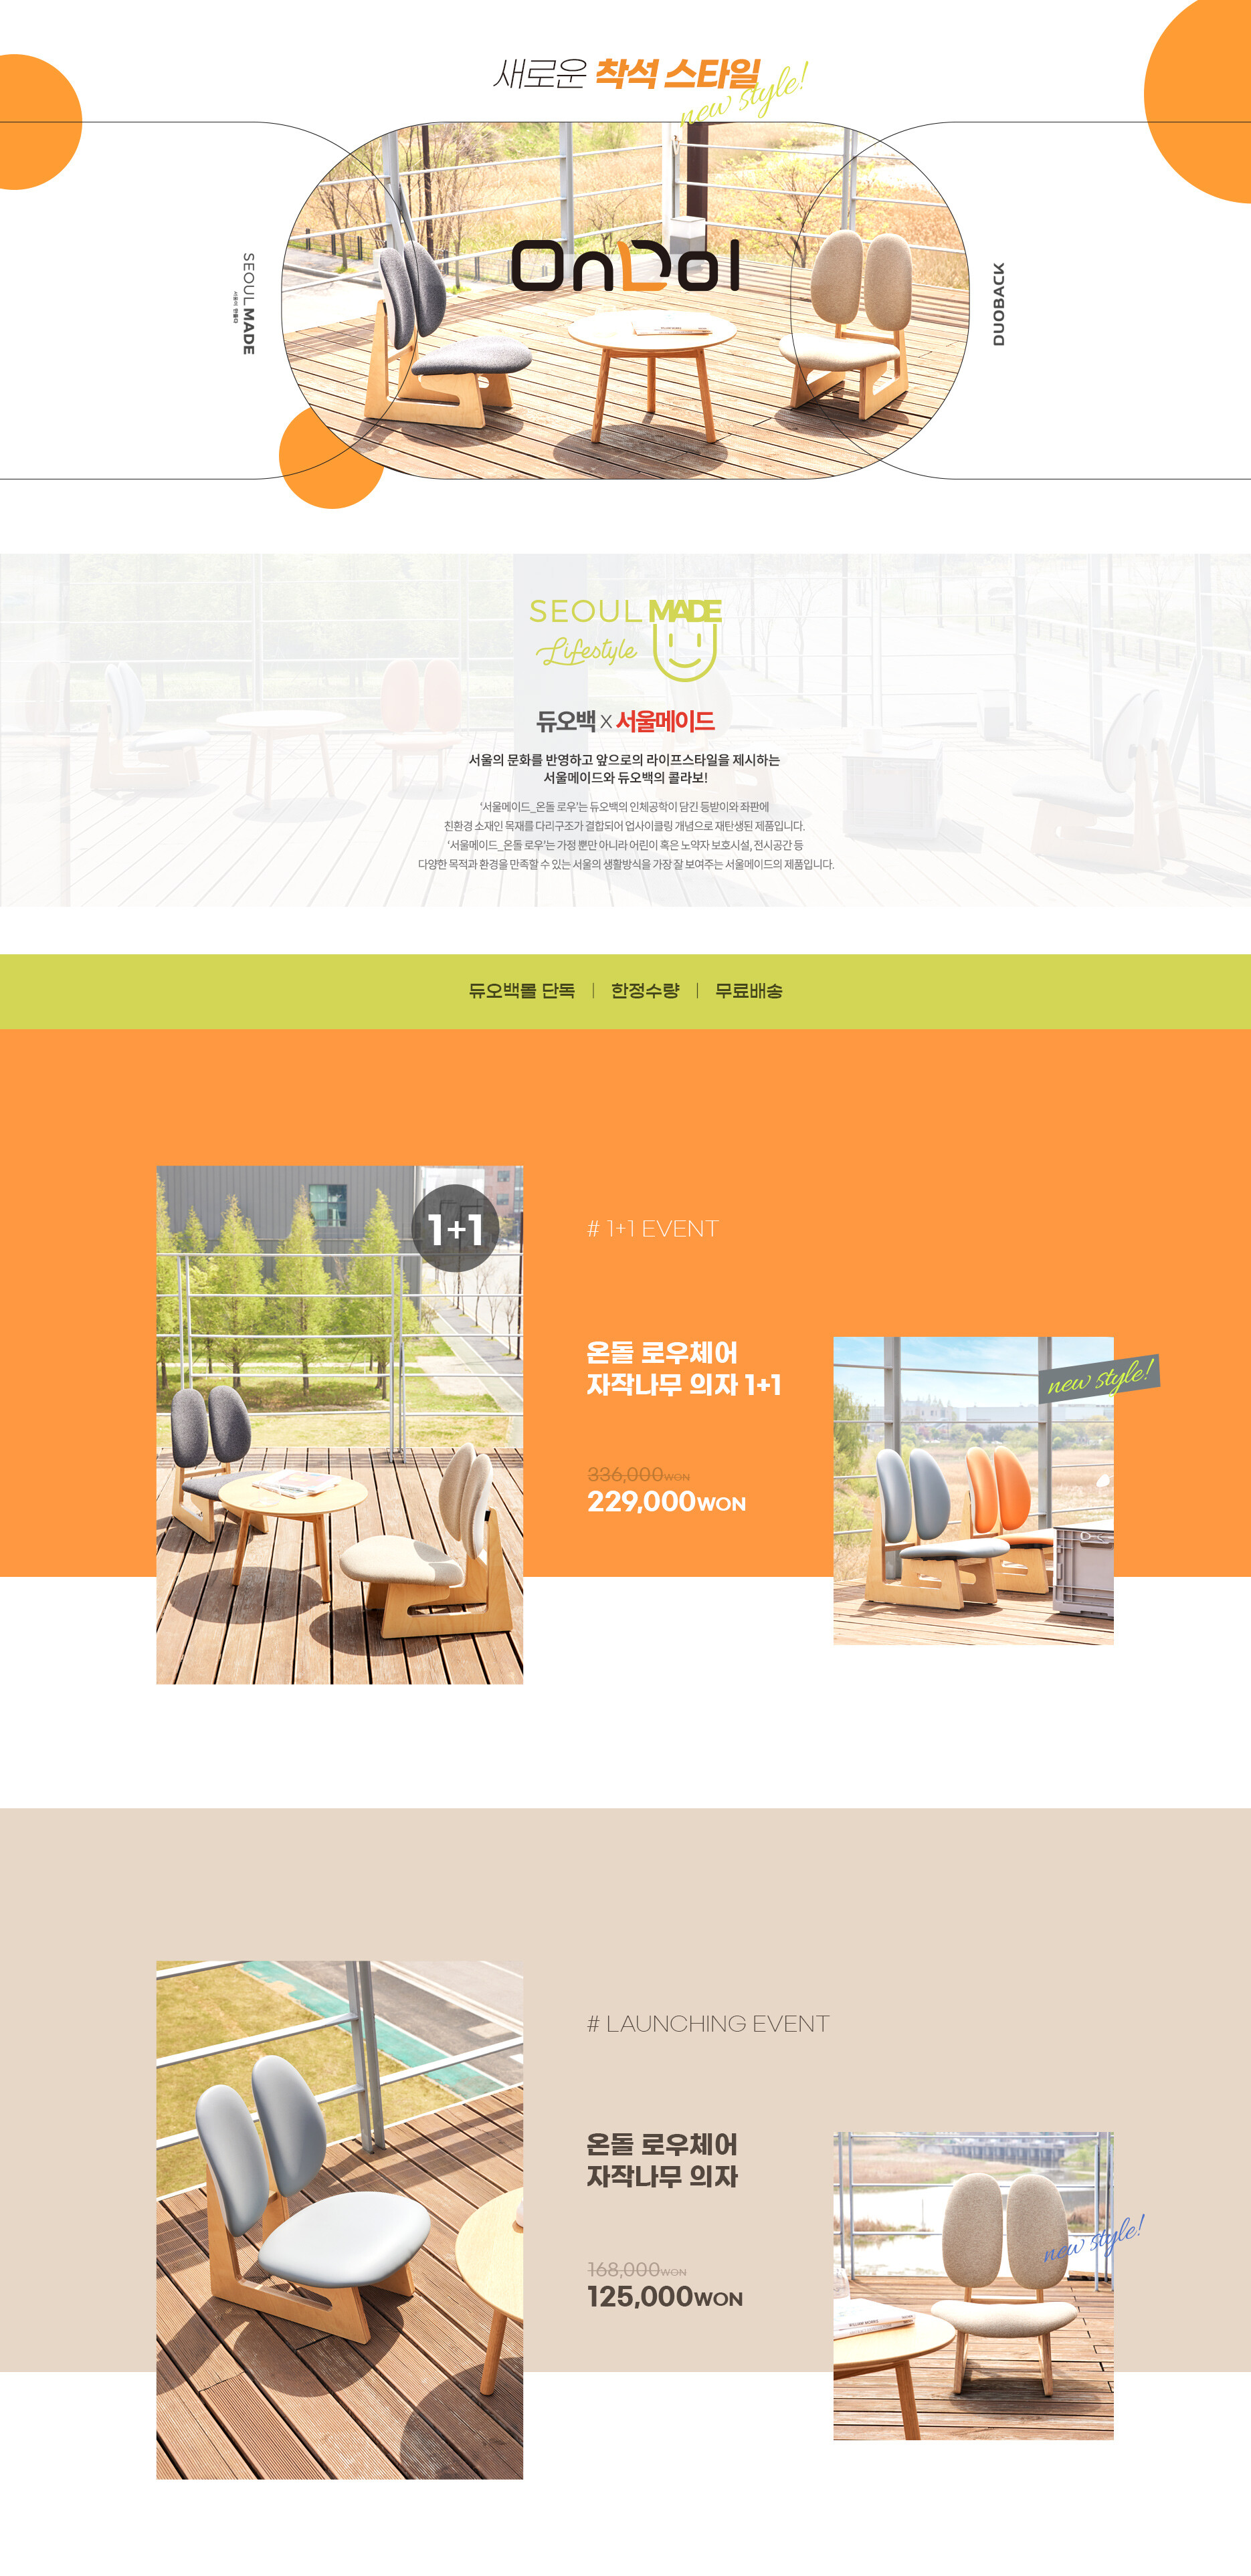 새로운 착석 스타일
new style!
OnDol
SEOUL MADE
서울의 만들다
DUOBACK
SEOUL MADE
Lifestyle
듀오백 X 서울메이드
서울의 문화를 반영하고 앞으로의 라이프스타일을 제시하는
서울메이드와 듀오백의 콜라보!
‘서울메이드_온돌 로우’는 듀오백의 인체공학이 담긴 등받이와 좌판에
친환경 소재인 목재를 다리구조가 결합되어 업사이클링 개념으로 재탄생된 제품입니다.
‘서울메이드_온돌 로우’는 가정 뿐만 아니라 어린이 혹은 노약자 보호시설, 전시공간 등
다양한 목적과 환경을 만족할 수 있는 서울의 생활방식을 가장 잘 보여주는 서울메이드의 제품입니다.
듀오백몰 단독 | 한정수량 | 무료배송
1+1
# 1+1 EVENT
온돌 로우체어
자작나무 의자 1+1
336,000WON
229,000WON
new style!
# LAUNCHING EVENT
온돌 로우체어
자작나무 의자
168,000WON
125,000WON
new style!